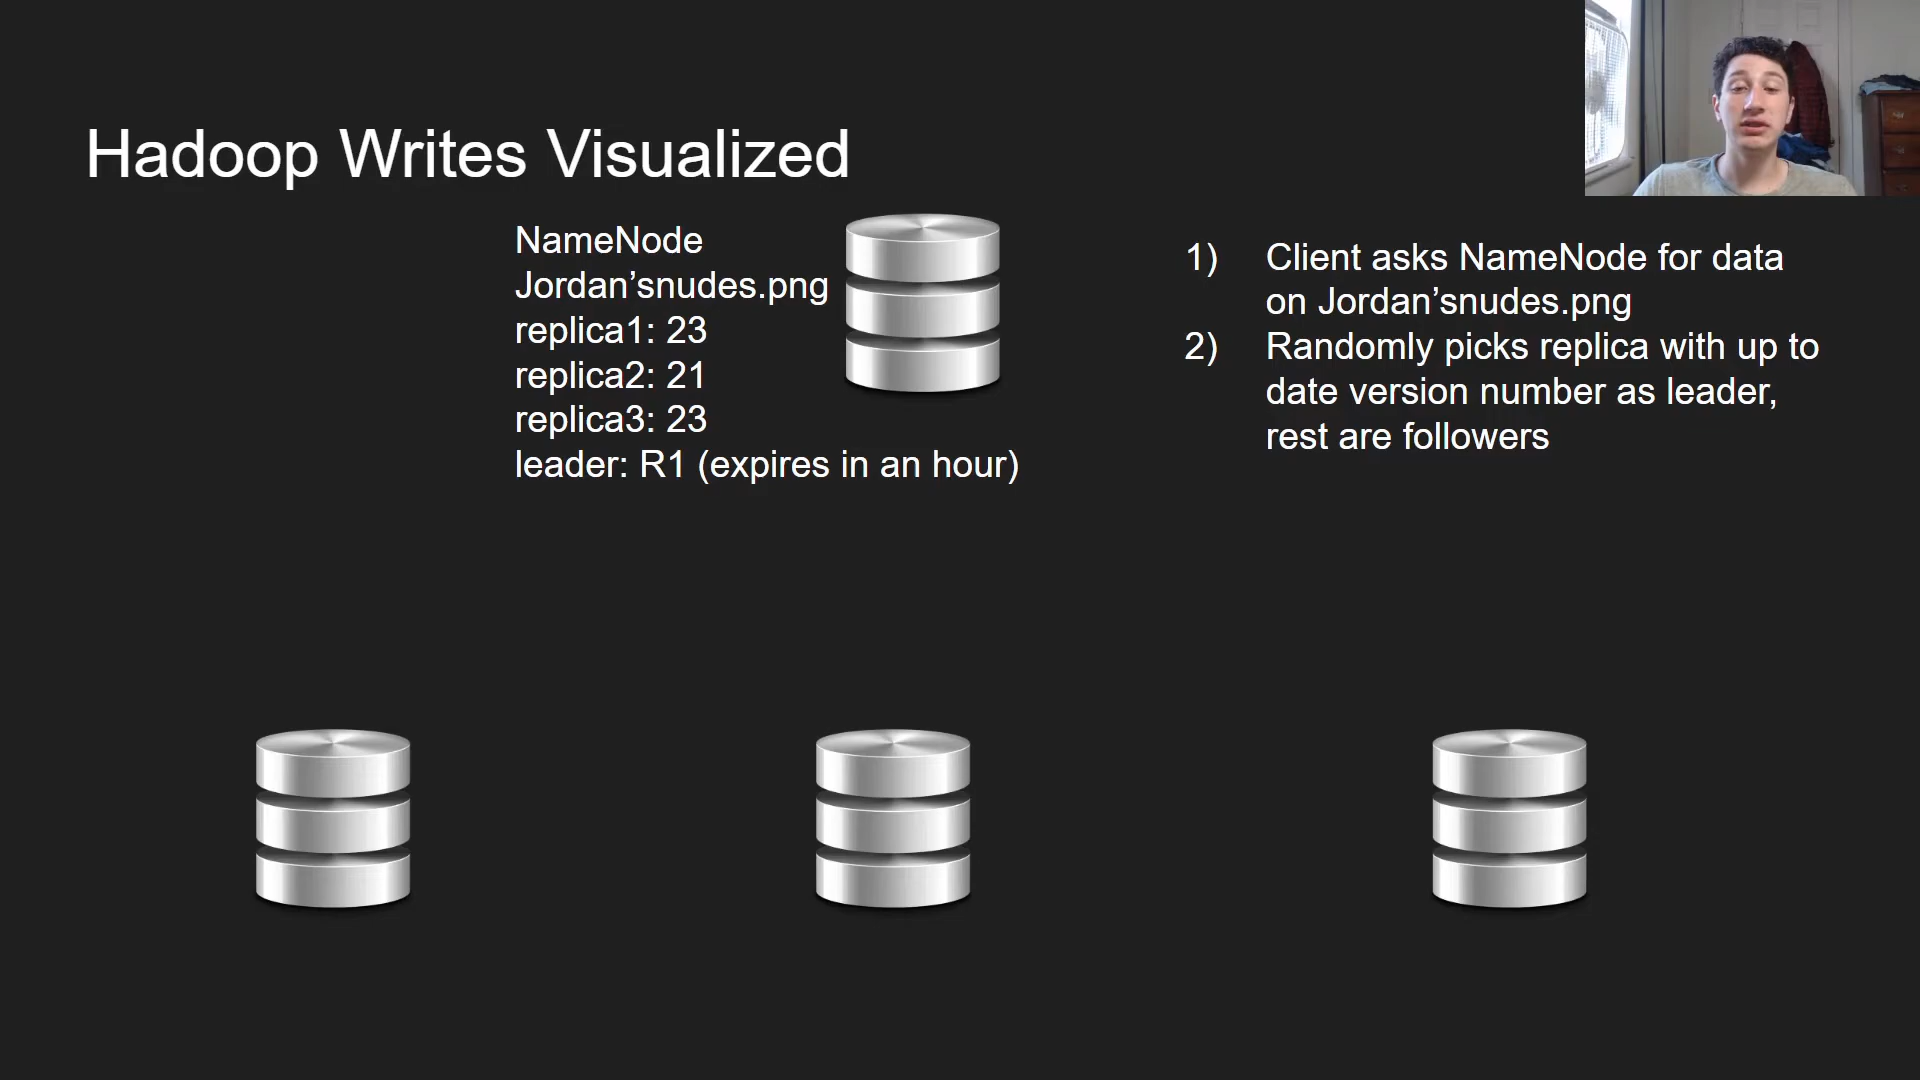 Hadoop Writes Visualized
NameNode
Jordan’snudes.png
replica1: 23
replica2: 21
replica3: 23
leader: R1 (expires in an hour)
1) Client asks NameNode for data
on Jordan’snudes.png
2) Randomly picks replica with up to
date version number as leader,
rest are followers